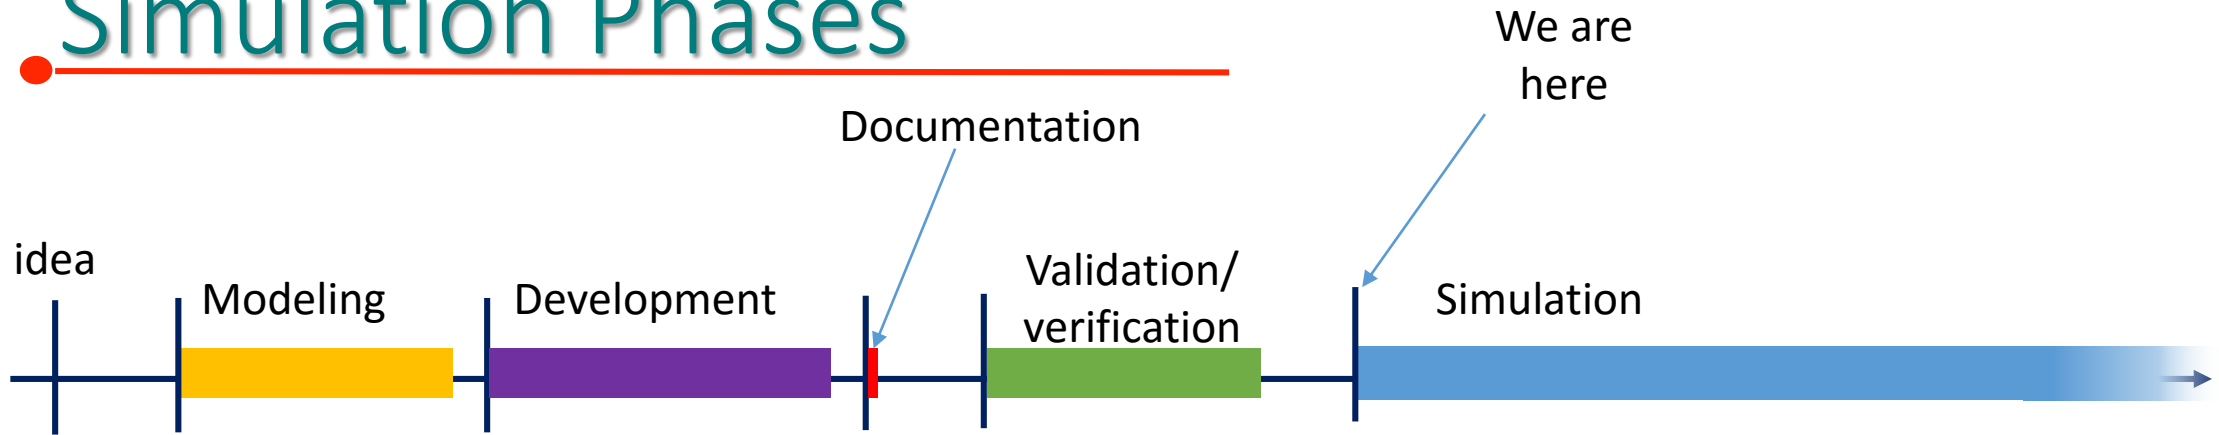 Simulation Phases
We are
here
Documentation
idea
Modeling
Development
Validation/
verification
Simulation